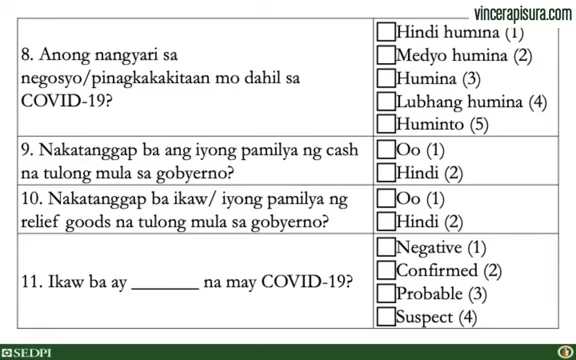 vincerapisura.com
8. Anong nangyari sa
negosyo/pinagkakakitaan mo dahil sa
COVID-19?
Hindi humina (1)
Medyo humina (2)
Humina (3)
Lubhang humina (4)
Huminto (5)
9. Nakatanggap ba ang iyong pamilya ng cash
na tulong mula sa gobyerno?
Oo (1)
Hindi (2)
10. Nakatanggap ba ikaw/ iyong pamilya ng
relief goods na tulong mula sa gobyerno?
Oo (1)
Hindi (2)
11. Ikaw ba ay ________ na may COVID-19?
Negative (1)
Confirmed (2)
Probable (3)
Suspect (4)
SEDPI